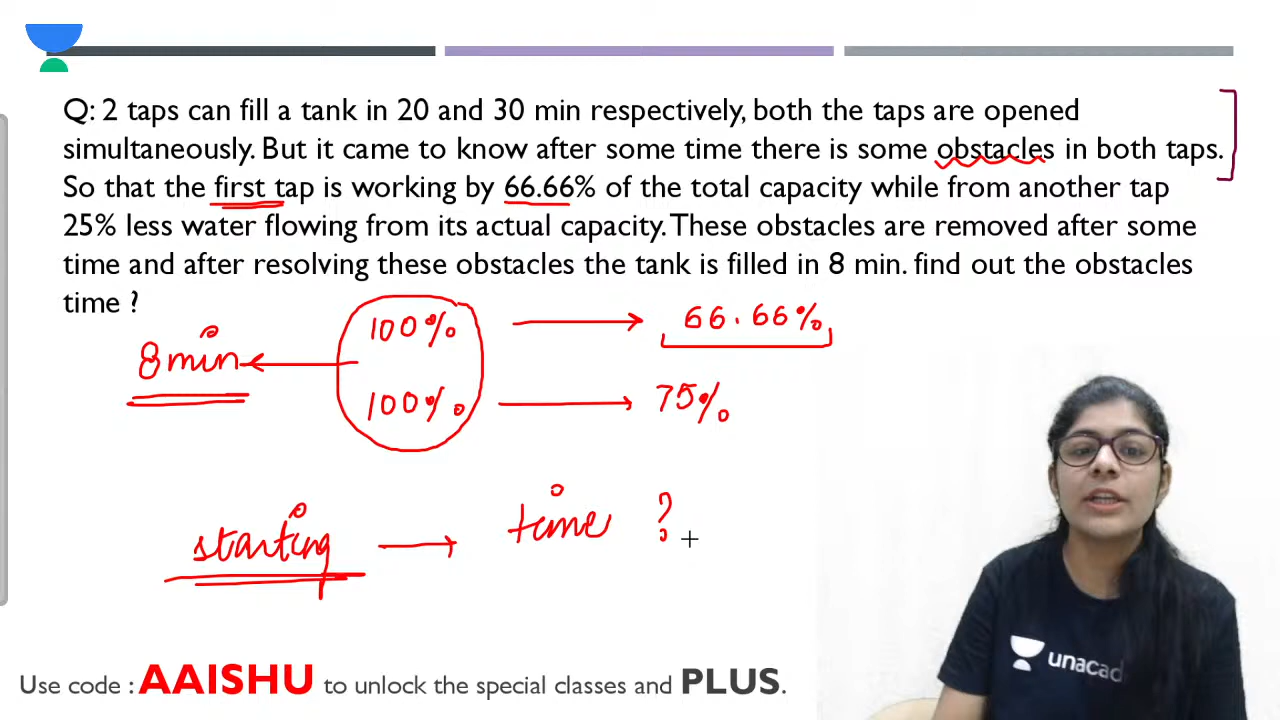 Q: 2 taps can fill a tank in 20 and 30 min respectively, both the taps are opened
simultaneously. But it came to know after some time there is some obstacles in both taps.
So that the first tap is working by 66.66% of the total capacity while from another tap
25% less water flowing from its actual capacity. These obstacles are removed after some
time and after resolving these obstacles the tank is filled in 8 min. find out the obstacles
time ?
100% 66.66%
8min
100% 75%
starting time ?
unacad
Use code : AAISHU to unlock the special classes and PLUS.